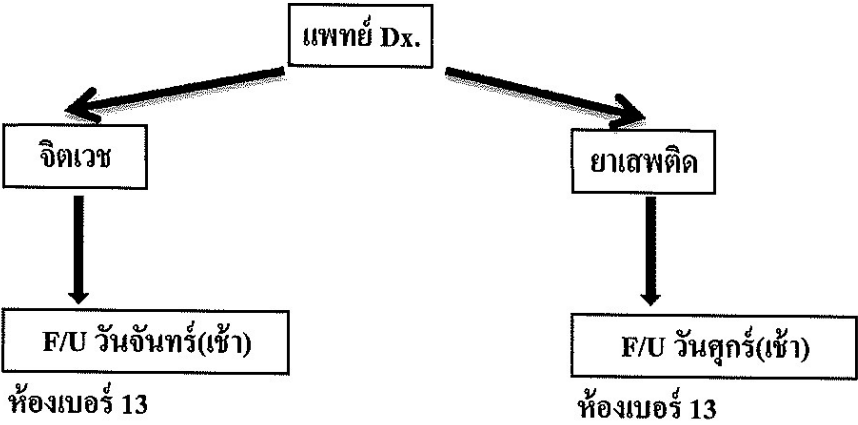 แพทย์ Dx.
จิตเวช
ยาเสพติด
F/U วันจันทร์(เช้า)
F/U วันศุกร์(เช้า)
ห้องเบอร์ 13
ห้องเบอร์ 13